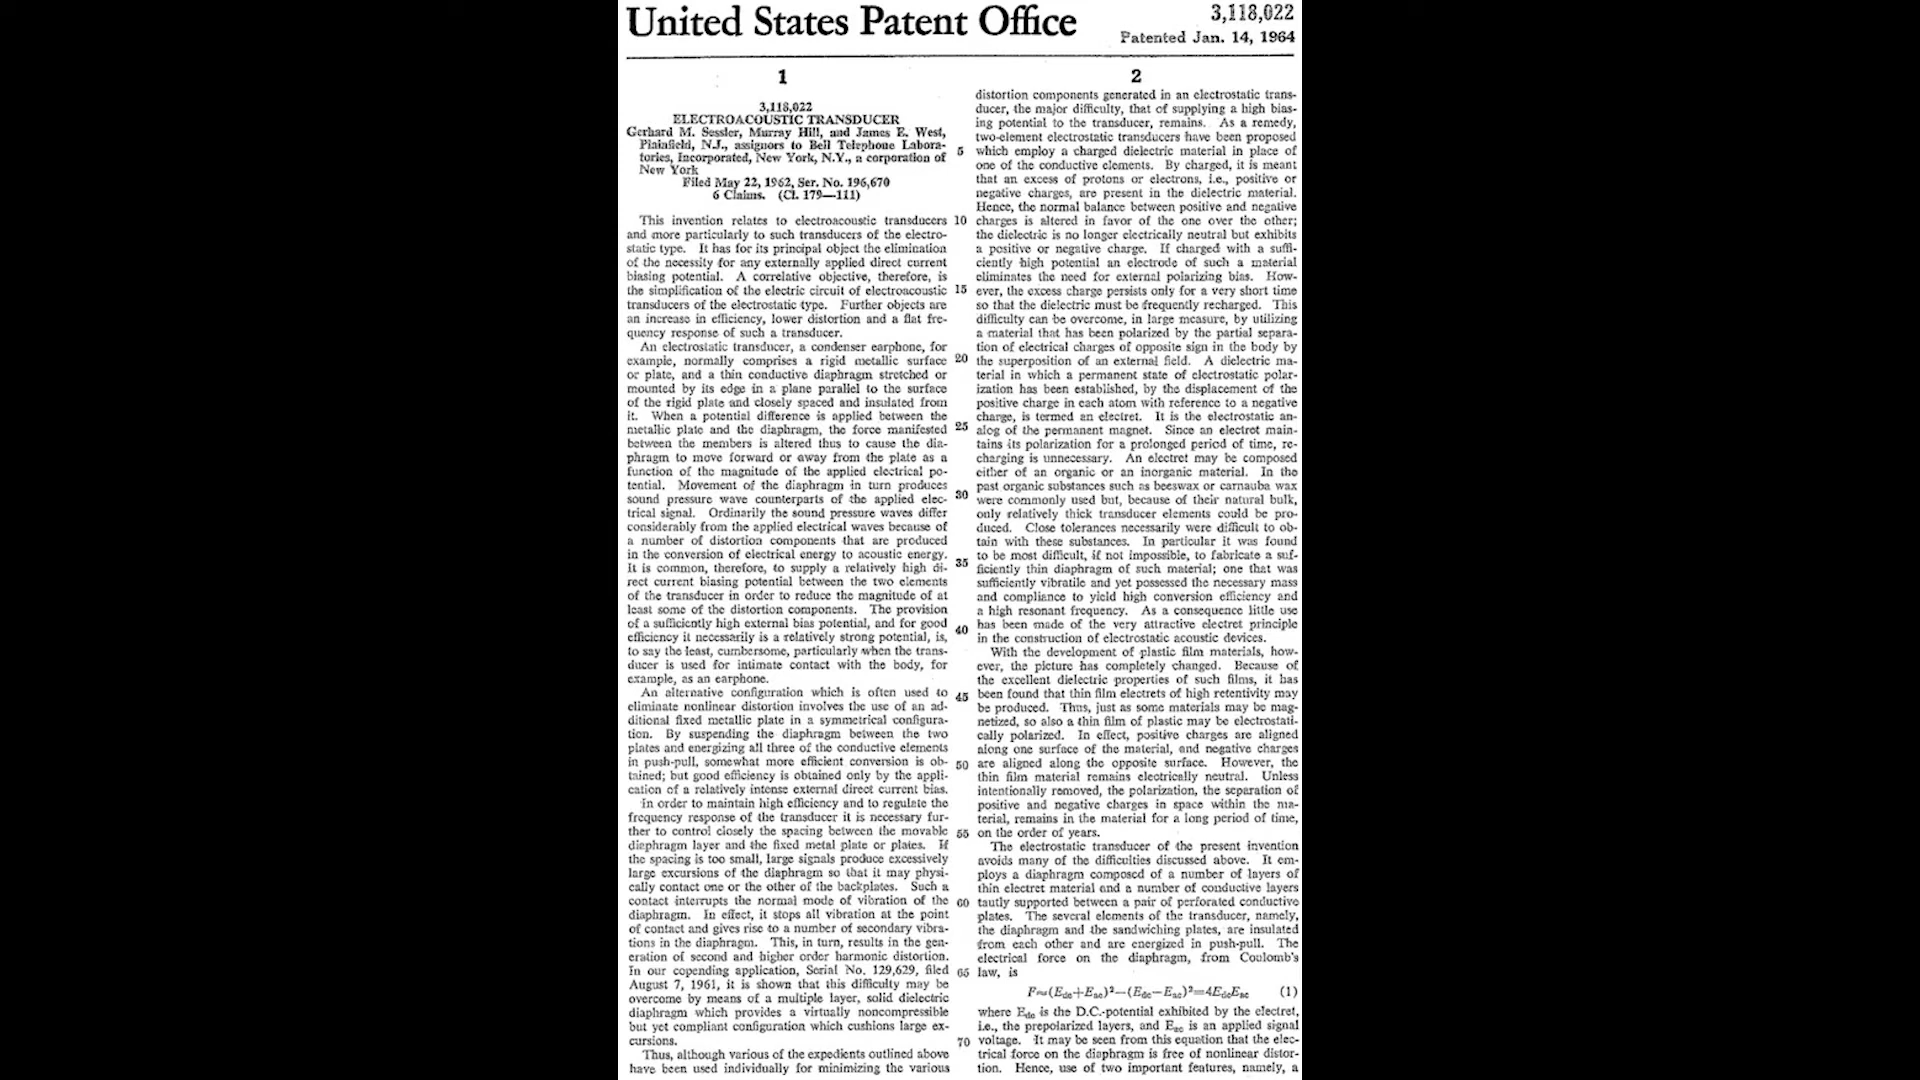 United States Patent Office
3,118,022
Patented Jan. 14, 1964
1
3,118,022
ELECTROACOUSTIC TRANSDUCER
Gerhard M. Sessler, Murray Hill, and James E. West,
Plainfield, N.J., assignors to Bell Telephone Labora-
tories, Incorporated, New York, N.Y., a corporation of
New York
Filed May 22, 1962, Ser. No. 196,670
6 Claims. (Cl. 179—111)
This invention relates to electroacoustic transducers
and more particularly to such transducers of the electro-
static type. It has for its principal object the elimination
of the necessity for any externally applied direct current
biasing potential. A correlative objective, therefore, is
the simplification of the electric circuit of electroacoustic
transducers of the electrostatic type. Further objects are
an increase in efficiency, lower distortion and a flat fre-
quency response of such a transducer.
An electrostatic transducer, a condenser earphone, for
example, normally comprises a rigid metallic surface
or plate, and a thin conductive diaphragm stretched or
mounted by its edge in a plane parallel to the surface
of the rigid plate and closely spaced and insulated from
it. When a potential difference is applied between the
metallic plate and the diaphragm, the force manifested
between the members is altered thus to cause the dia-
phragm to move forward or away from the plate as a
function of the magnitude of the applied electrical po-
tential. Movement of the diaphragm in turn produces
sound pressure wave counterparts of the applied elec-
trical signal. Ordinarily the sound pressure waves differ
considerably from the applied electrical waves because of
a number of distortion components that are produced
in the conversion of electrical energy to acoustic energy.
It is common, therefore, to supply a relatively high di-
rect current biasing potential between the two elements
of the transducer in order to reduce the magnitude of at
least some of the distortion components. The provision
of a sufficiently high external bias potential, and for good
efficiency it necessarily is a relatively strong potential, is,
to say the least, cumbersome, particularly when the trans-
ducer is used for intimate contact with the body, for
example, as an earphone.
An alternative configuration which is often used to
eliminate nonlinear distortion involves the use of an ad-
ditional fixed metallic plate in a symmetrical configura-
tion. By suspending the diaphragm between the two
plates and energizing all three of the conductive elements
in push-pull, somewhat more efficient conversion is ob-
tained; but good efficiency is obtained only by the appli-
cation of a relatively intense external direct current bias.
In order to maintain high efficiency and to regulate the
frequency response of the transducer it is necessary fur-
ther to control closely the spacing between the movable
diephragm layer and the fixed metal plate or plates. If
the spacing is too small, large signals produce excessively
large excursions of the diaphragm so that it may physi-
cally contact one or the other of the backplates. Such a
contact interrupts the normal mode of vibration of the
diaphragm. In effect, it stops all vibration at the point
of contact and gives rise to a number of secondary vibra-
tions in the diaphragm. This, in turn, results in the gen-
eration of second and higher order harmonic distortion.
In our copending application, Serial No. 129,629, filed
August 7, 1961, it is shown that this difficulty may be
overcome by means of a multiple layer, solid dielectric
diaphragm which provides a virtually noncompressible
but yet compliant configuration which cushions large ex-
cursions.
Thus, although various of the expedients outlined above
have been used individually for minimizing the various
5
10
15
20
25
30
35
40
45
50
55
60
65
70
2
distortion components generated in an electrostatic trans-
ducer, the major difficulty, that of supplying a high bias-
ing potential to the transducer, remains. As a remedy,
two-element electrostatic transducers have been proposed
which employ a charged dielectric material in place of
one of the conductive elements. By charged, it is meant
that an excess of protons or electrons, i.e., positive or
negative charges, are present in the dielectric material.
Hence, the normal balance between positive and negative
charges is altered in favor of the one over the other;
the dielectric is no longer electrically neutral but exhibits
a positive or negative charge. If charged with a suffi-
ciently high potential an electrode of such a material
eliminates the need for external polarizing bias. How-
ever, the excess charge persists only for a very short time
so that the dielectric must be frequently recharged. This
difficulty can be overcome, in large measure, by utilizing
a material that has been polarized by the partial separa-
tion of electrical charges of opposite sign in the body by
the superposition of an external field. A dielectric ma-
terial in which a permanent state of electrostatic polar-
ization has been established, by the displacement of the
positive charge in each atom with reference to a negative
charge, is termed an electret. It is the electrostatic an-
alog of the permanent magnet. Since an electret main-
tains its polarization for a prolonged period of time, re-
charging is unnecessary. An electret may be composed
either of an organic or an inorganic material. In the
past organic substances such as beeswax or carnauba wax
were commonly used but, because of their natural bulk,
only relatively thick transducer elements could be pro-
duced. Close tolerances necessarily were difficult to ob-
tain with these substances. In particular it was found
to be most difficult, if not impossible, to fabricate a suf-
ficiently thin diaphragm of such material; one that was
sufficiently vibratile and yet possessed the necessary mass
and compliance to yield high conversion efficiency and
a high resonant frequency. As a consequence little use
has been made of the very attractive electret principle
in the construction of electrostatic acoustic devices.
With the development of plastic film materials, how-
ever, the picture has completely changed. Because of
the excellent dielectric properties of such films, it has
been found that thin film electrets of high retentivity may
be produced. Thus, just as some materials may be mag-
netized, so also a thin film of plastic may be electrostati-
cally polarized. In effect, positive charges are aligned
along one surface of the material, and negative charges
are aligned along the opposite surface. However, the
thin film material remains electrically neutral. Unless
intentionally removed, the polarization, the separation of
positive and negative charges in space within the ma-
terial, remains in the material for a long period of time,
on the order of years.
The electrostatic transducer of the present invention
avoids many of the difficulties discussed above. It em-
ploys a diaphragm composed of a number of layers of
thin electret material and a number of conductive layers
tautly supported between a pair of perforated conductive
plates. The several elements of the transducer, namely,
the diaphragm and the sandwiching plates, are insulated
from each other and are energized in push-pull. The
electrical force on the diaphragm, from Coulomb's
law, is
F∞(Edc+Eac)²—(Edc—Eac)²=4EdcEac (1)
where Edc is the D.C.-potential exhibited by the electret,
i.e., the prepolarized layers, and Eac is an applied signal
voltage. It may be seen from this equation that the elec-
trical force on the diaphragm is free of nonlinear distor-
tion. Hence, use of two important features, namely, a